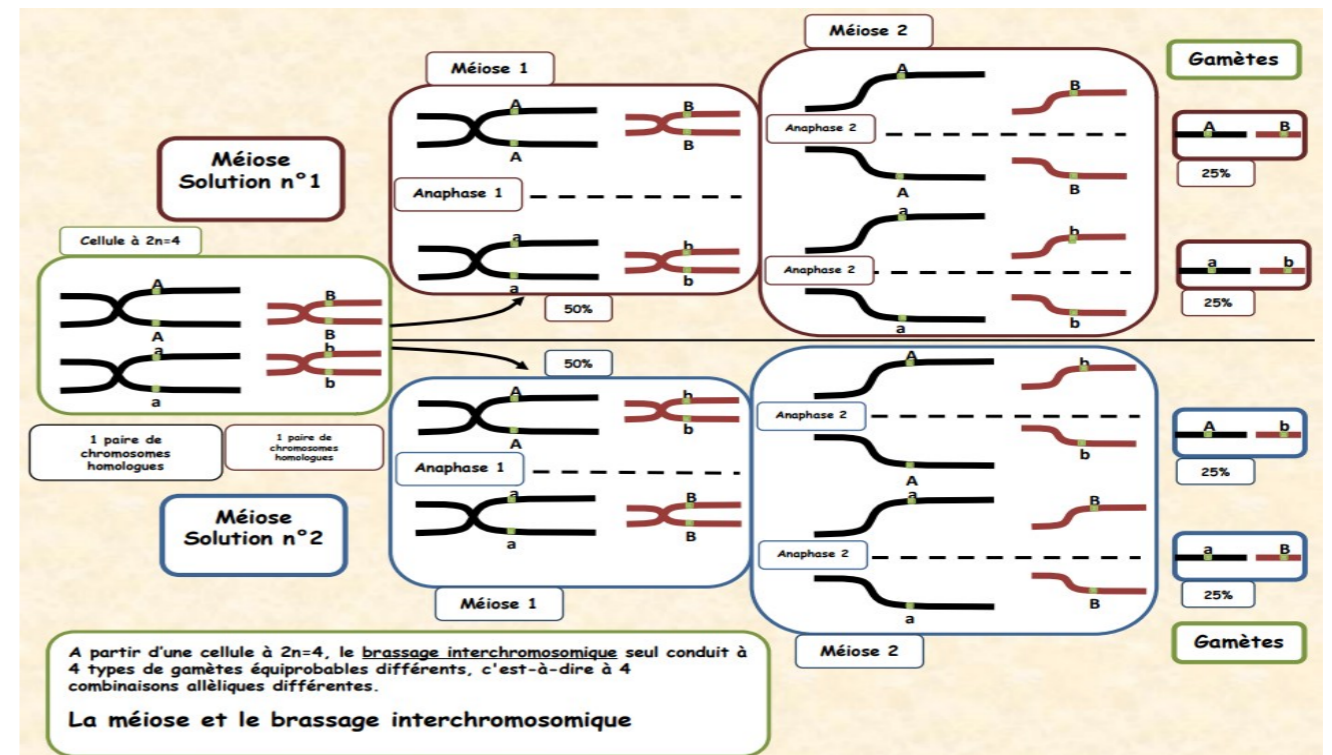 Méiose 2
Méiose 1
Gamètes
A
B
A
B
Anaphase 2
A
B
A
B
25%
Méiose
Solution n°1
Anaphase 1
A
B
a
b
a
b
a
b
Anaphase 2
a
b
25%
a
b
a
b
50%
Cellule à 2n=4
A
B
A
B
a
b
a
b
50%
1 paire de
chromosomes
homologues
1 paire de
chromosomes
homologues
A
b
A
b
Anaphase 1
a
B
a
B
A
b
Anaphase 2
A
b
A
b
25%
a
B
Anaphase 2
a
B
a
B
25%
Méiose
Solution n°2
Méiose 1
Méiose 2
Gamètes
A partir d'une cellule à 2n=4, le brassage interchromosomique seul conduit à
4 types de gamètes équiprobables différents, c'est-à-dire à 4
combinaisons allèliques différentes.
La méiose et le brassage interchromosomique